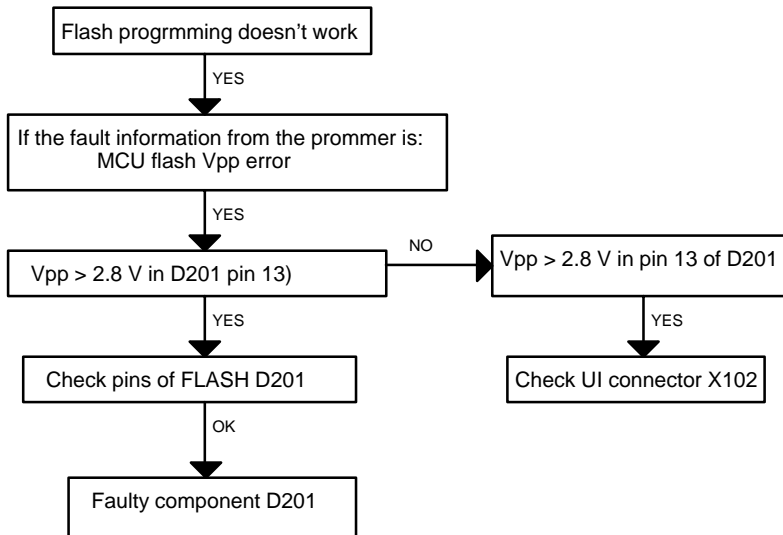 Flash progrmming doesn't work
YES
If the fault information from the prommer is:
MCU flash Vpp error
YES
Vpp > 2.8 V in D201 pin 13)
NO
Vpp > 2.8 V in pin 13 of D201
YES
YES
Check pins of FLASH D201
Check UI connector X102
OK
Faulty component D201